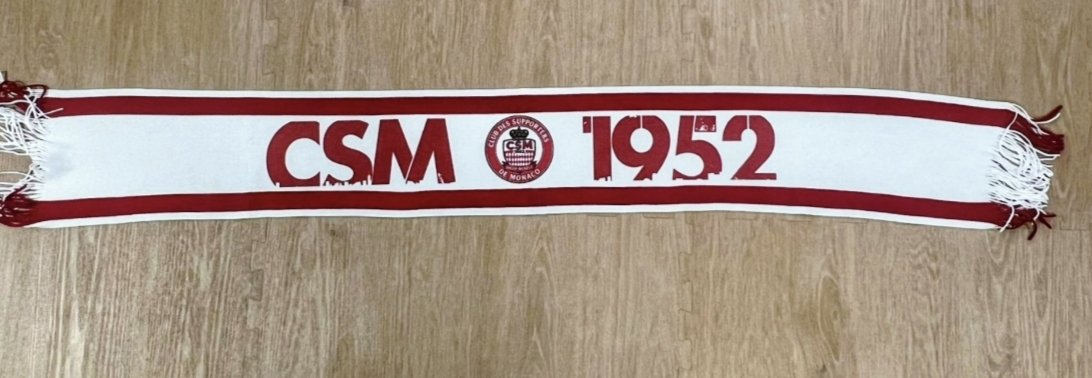 CSM 1952
CLUB DES SUPPORTERS
CSM
DE MONACO